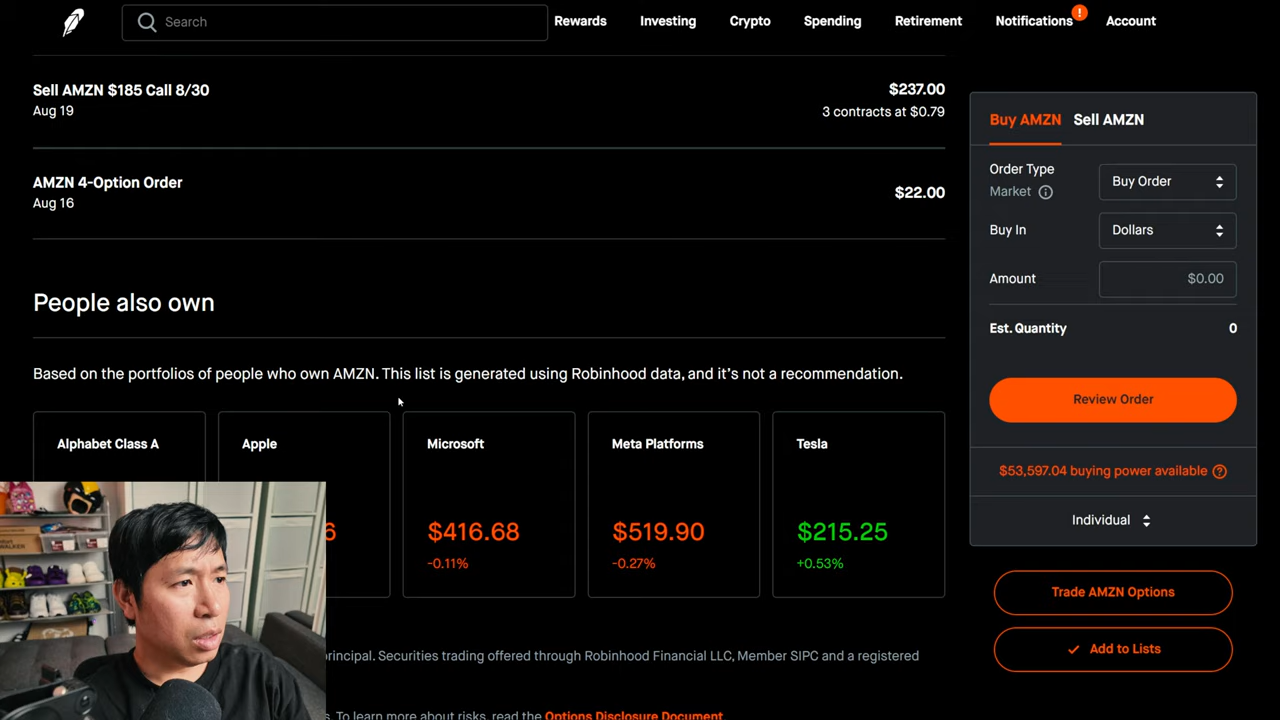 Search
Rewards
Investing
Crypto
Spending
Retirement
Notifications
!
Account
Sell AMZN $185 Call 8/30
$237.00
Aug 19
3 contracts at $0.79
AMZN 4-Option Order
$22.00
Aug 16
People also own
Based on the portfolios of people who own AMZN. This list is generated using Robinhood data, and it's not a recommendation.
Alphabet Class A
Apple
6
Microsoft
$416.68
-0.11%
Meta Platforms
$519.90
-0.27%
Tesla
$215.25
+0.53%
rincipal. Securities trading offered through Robinhood Financial LLC, Member SIPC and a registered
s. To learn more about risks, read the Options Disclosure Document
Buy AMZN
Sell AMZN
Order Type
Market
Buy Order
Buy In
Dollars
Amount
$0.00
Est. Quantity
0
Review Order
$53,597.04 buying power available ?
Individual
Trade AMZN Options
Add to Lists